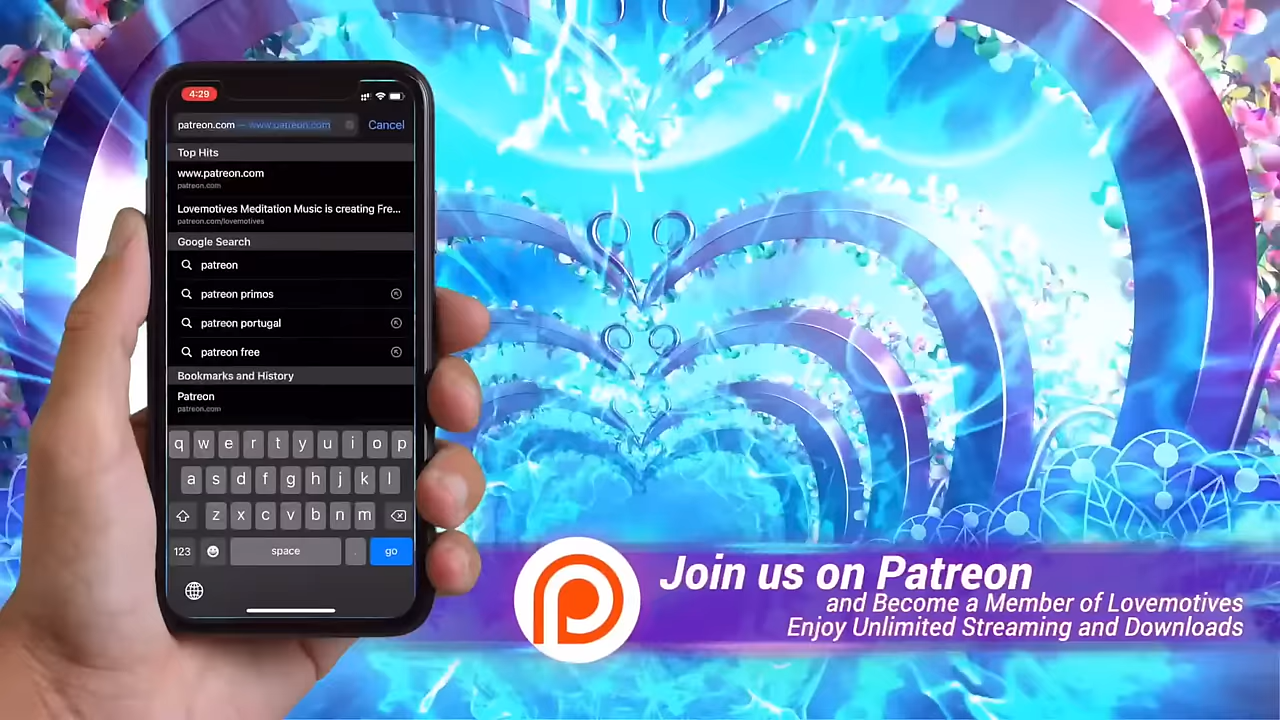 4:29
patreon.com — www.patreon.com
Cancel
Top Hits
www.patreon.com
patreon.com
Lovemotives Meditation Music is creating Fre...
patreon.com/lovemotives
Google Search
patreon
patreon primos
patreon portugal
patreon free
Bookmarks and History
Patreon
patreon.com
q w e r t y u i o p
a s d f g h j k l
z x c v b n m
123 space . go
Join us on Patreon
and Become a Member of Lovemotives
Enjoy Unlimited Streaming and Downloads